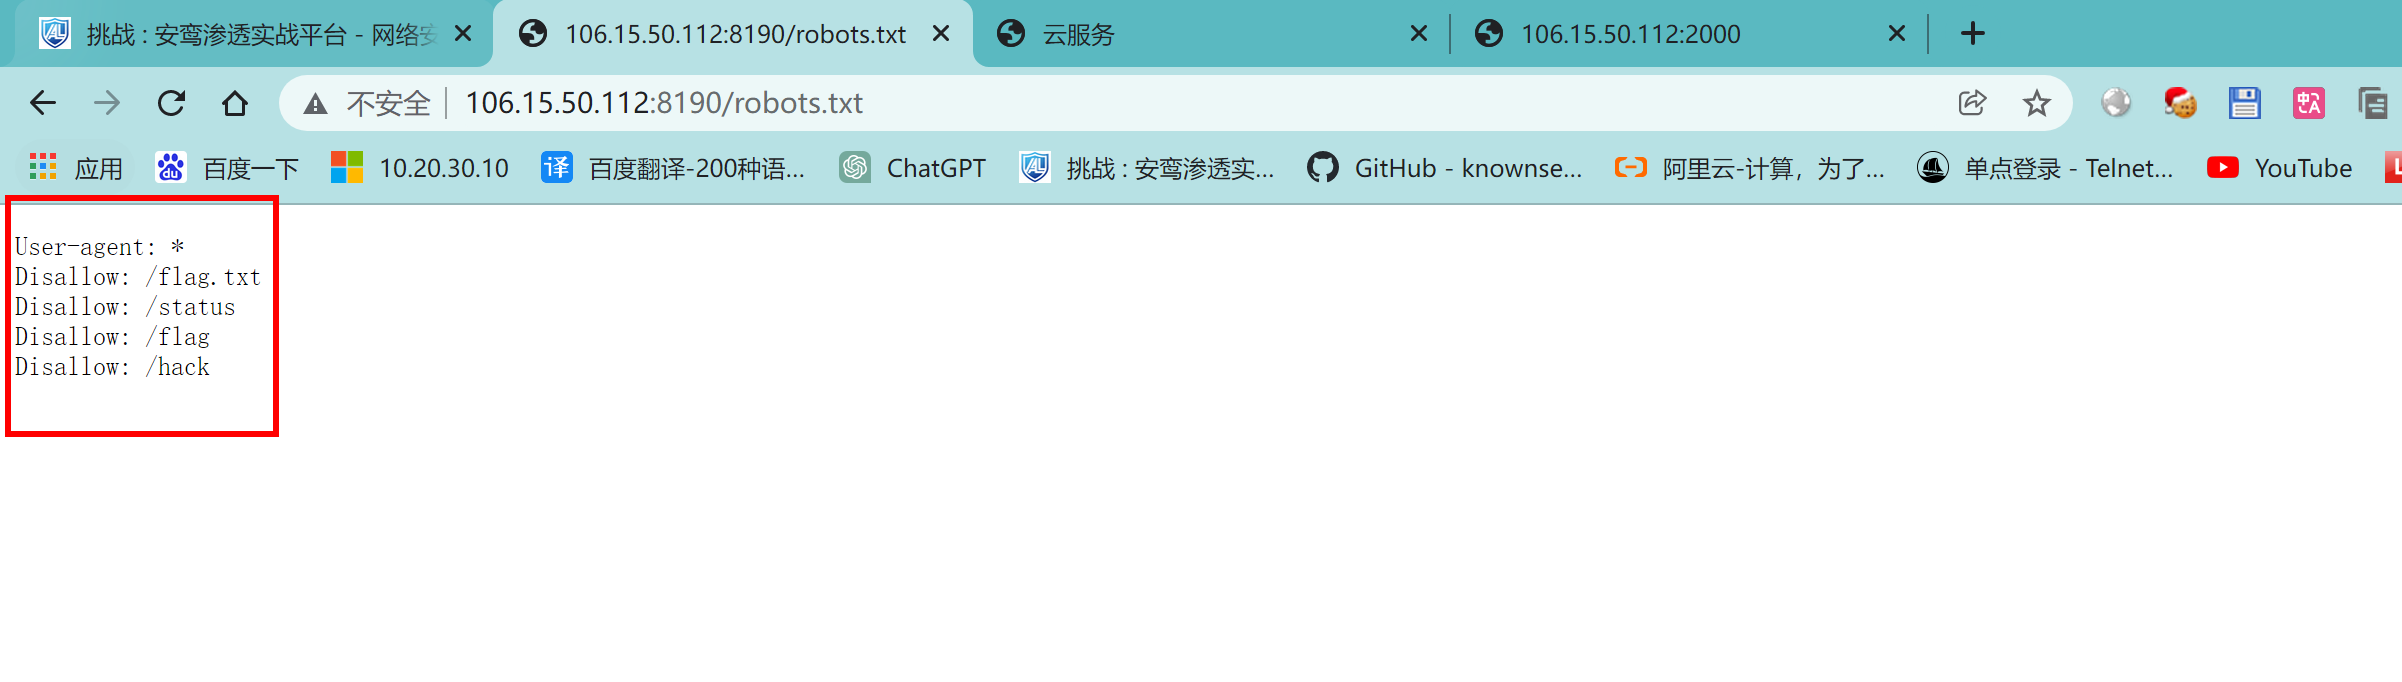 挑战 : 安鸾渗透实战平台 - 网络安
106.15.50.112:8190/robots.txt
云服务
106.15.50.112:2000
不安全
106.15.50.112:8190/robots.txt
应用
百度一下
10.20.30.10
百度翻译-200种语...
ChatGPT
挑战 : 安鸾渗透实...
GitHub - knownse...
阿里云-计算，为了...
单点登录 - Telnet...
YouTube
User-agent: *
Disallow: /flag.txt
Disallow: /status
Disallow: /flag
Disallow: /hack